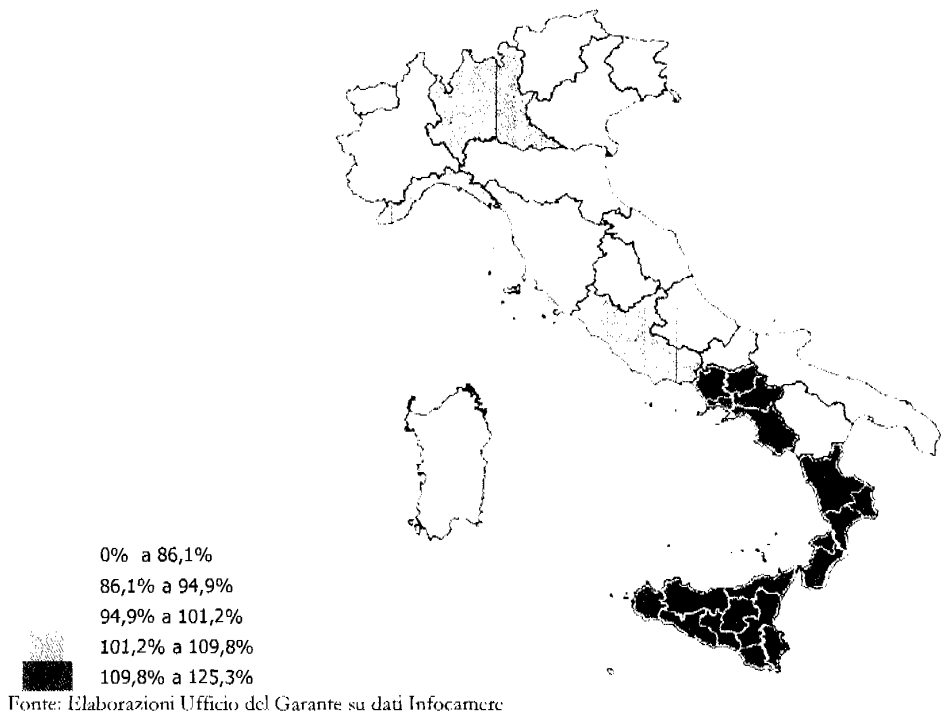 0% a 86,1%
86,1% a 94,9%
94,9% a 101,2%
101,2% a 109,8%
109,8% a 125,3%
Fonte: Elaborazioni Ufficio del Garante su dati Infocamere